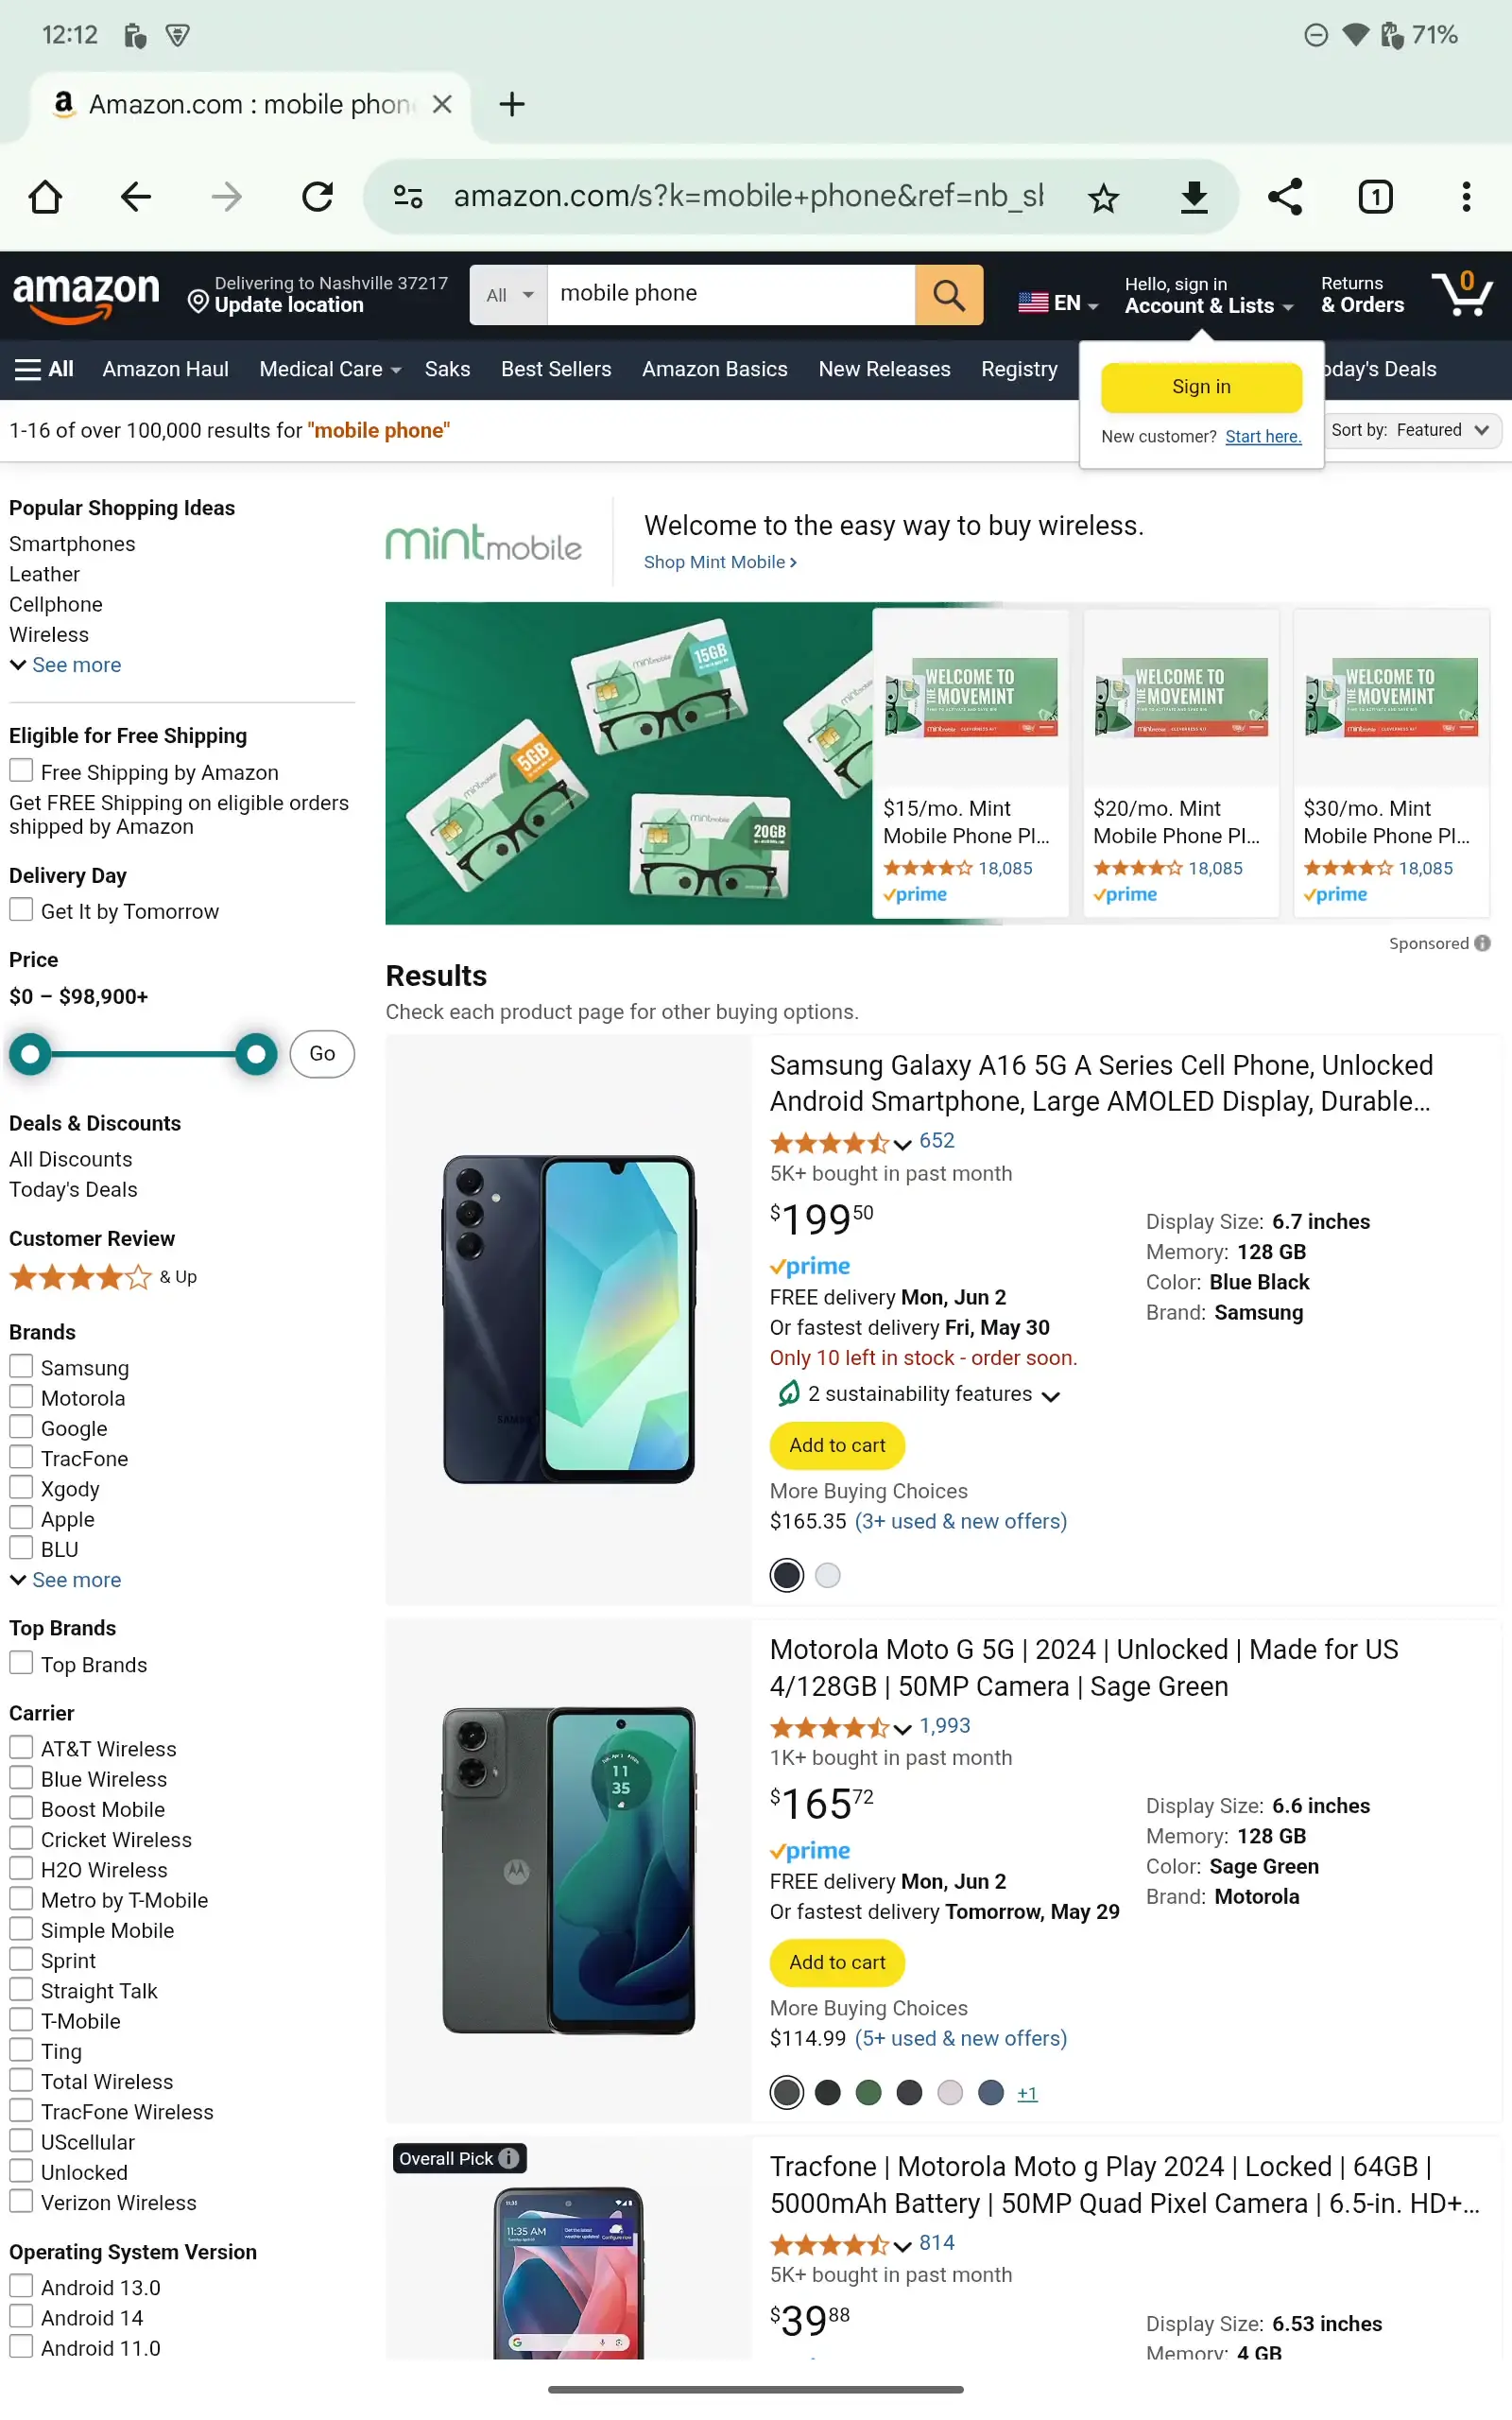 12:12
71%
Amazon.com : mobile phon
amazon.com/s?k=mobile+phone&ref=nb_sl
1
amazon
Delivering to Nashville 37217
Update location
All
mobile phone
EN
Hello, sign in
Account & Lists
Returns
& Orders
0
All
Amazon Haul
Medical Care
Saks
Best Sellers
Amazon Basics
New Releases
Registry
oday's Deals
Sign in
New customer? Start here.
1-16 of over 100,000 results for "mobile phone"
Sort by: Featured
Popular Shopping Ideas
Smartphones
Leather
Cellphone
Wireless
See more
Eligible for Free Shipping
Free Shipping by Amazon
Get FREE Shipping on eligible orders
shipped by Amazon
Delivery Day
Get It by Tomorrow
Price
$0 – $98,900+
Go
Deals & Discounts
All Discounts
Today's Deals
Customer Review
& Up
Brands
Samsung
Motorola
Google
TracFone
Xgody
Apple
BLU
See more
Top Brands
Top Brands
Carrier
AT&T Wireless
Blue Wireless
Boost Mobile
Cricket Wireless
H2O Wireless
Metro by T-Mobile
Simple Mobile
Sprint
Straight Talk
T-Mobile
Ting
Total Wireless
TracFone Wireless
UScellular
Unlocked
Verizon Wireless
Operating System Version
Android 13.0
Android 14
Android 11.0
mintmobile
Welcome to the easy way to buy wireless.
Shop Mint Mobile
15GB
mintmobile
5GB
mintmobile
20GB
mintmobile
WELCOME TO
THE MOVEMINT
$15/mo. Mint
Mobile Phone Pl...
18,085
prime
WELCOME TO
THE MOVEMINT
$20/mo. Mint
Mobile Phone Pl...
18,085
prime
WELCOME TO
THE MOVEMINT
$30/mo. Mint
Mobile Phone Pl...
18,085
prime
Sponsored
Results
Check each product page for other buying options.
SAMSUNG
Samsung Galaxy A16 5G A Series Cell Phone, Unlocked
Android Smartphone, Large AMOLED Display, Durable...
652
5K+ bought in past month
$199 50
prime
FREE delivery Mon, Jun 2
Or fastest delivery Fri, May 30
Only 10 left in stock - order soon.
2 sustainability features
Add to cart
More Buying Choices
$165.35 (3+ used & new offers)
Display Size: 6.7 inches
Memory: 128 GB
Color: Blue Black
Brand: Samsung
11
35
Motorola Moto G 5G | 2024 | Unlocked | Made for US
4/128GB | 50MP Camera | Sage Green
1,993
1K+ bought in past month
$165 72
prime
FREE delivery Mon, Jun 2
Or fastest delivery Tomorrow, May 29
Add to cart
More Buying Choices
$114.99 (5+ used & new offers)
+1
Display Size: 6.6 inches
Memory: 128 GB
Color: Sage Green
Brand: Motorola
Overall Pick
11:35 AM
Tracfone | Motorola Moto g Play 2024 | Locked | 64GB |
5000mAh Battery | 50MP Quad Pixel Camera | 6.5-in. HD+...
814
5K+ bought in past month
$39 88
Display Size: 6.53 inches
Memory: 4 GB